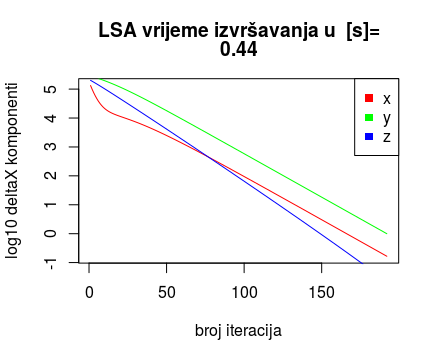 LSA vrijeme izvršavanja u  [s]=
0.44
log10 deltaX komponenti
5
4
3
2
1
0
-1
x
y
z
0
50
100
150
broj iteracija